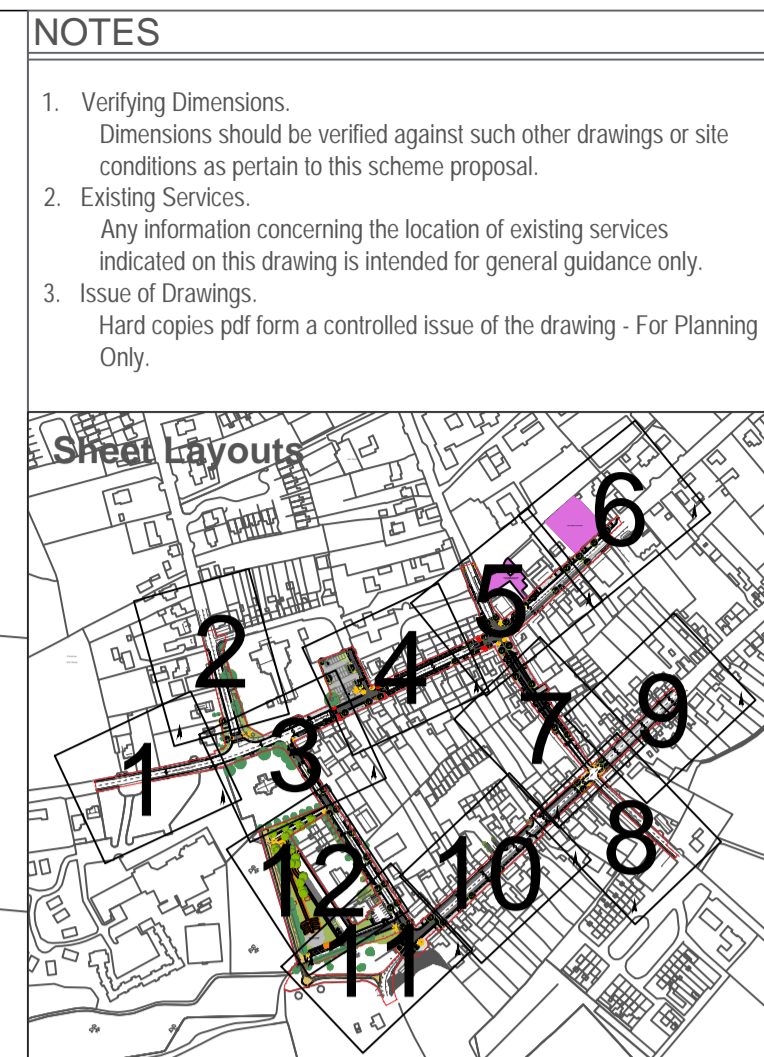 NOTES
1. Verifying Dimensions.
Dimensions should be verified against such other drawings or site
conditions as pertain to this scheme proposal.
2. Existing Services.
Any information concerning the location of existing services
indicated on this drawing is intended for general guidance only.
3. Issue of Drawings.
Hard copies pdf form a controlled issue of the drawing - For Planning
Only.
Sheet Layouts
6
5
2
4
9
7
3
1
8
12
10
11